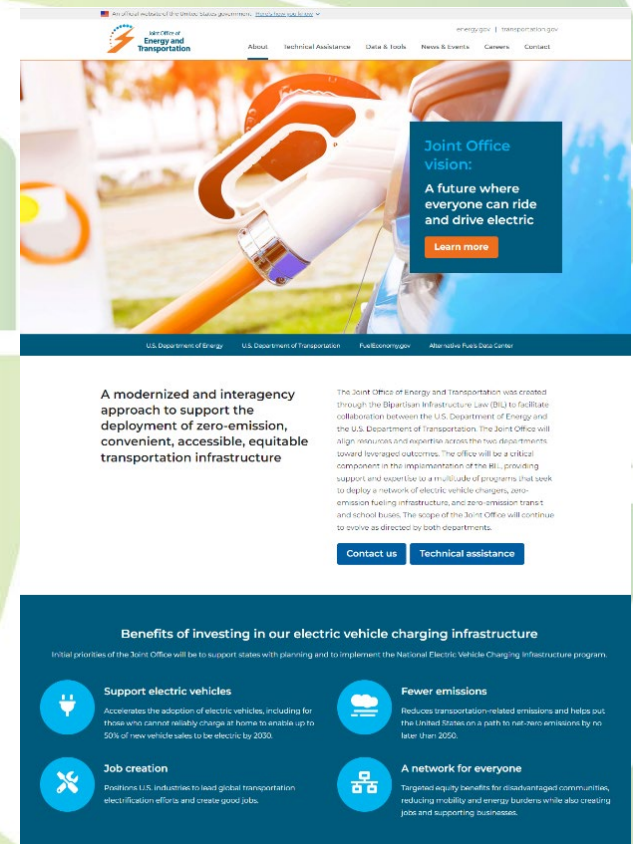 An official website of the United States government Here's how you know
energy.gov | transportation.gov
Joint Office of
Energy and
Transportation
About Technical Assistance Data & Tools News & Events Careers Contact
Joint Office
vision:
A future where
everyone can ride
and drive electric
Learn more
U.S. Department of Energy U.S. Department of Transportation FuelEconomy.gov Alternative Fuels Data Center
A modernized and interagency
approach to support the
deployment of zero-emission,
convenient, accessible, equitable
transportation infrastructure
The Joint Office of Energy and Transportation was created
through the Bipartisan Infrastructure Law (BIL) to facilitate
collaboration between the U.S. Department of Energy and
the U.S. Department of Transportation. The Joint Office will
align resources and expertise across the two departments
toward leveraged outcomes. The office will be a critical
component in the implementation of the BIL, providing
support and expertise to a multitude of programs that seek
to deploy a network of electric vehicle chargers, zero-
emission fueling infrastructure, and zero-emission transit
and school buses. The scope of the Joint Office will continue
to evolve as directed by both departments.
Contact us Technical assistance
Benefits of investing in our electric vehicle charging infrastructure
Initial priorities of the Joint Office will be to support states with planning and to implement the National Electric Vehicle Charging Infrastructure program.
Support electric vehicles
Accelerates the adoption of electric vehicles, including for
those who cannot reliably charge at home to enable up to
50% of new vehicle sales to be electric by 2030.
Fewer emissions
Reduces transportation-related emissions and helps put
the United States on a path to net-zero emissions by no
later than 2050.
Job creation
Positions U.S. industries to lead global transportation
electrification efforts and create good jobs.
A network for everyone
Targeted equity benefits for disadvantaged communities,
reducing mobility and energy burdens while also creating
jobs and supporting businesses.